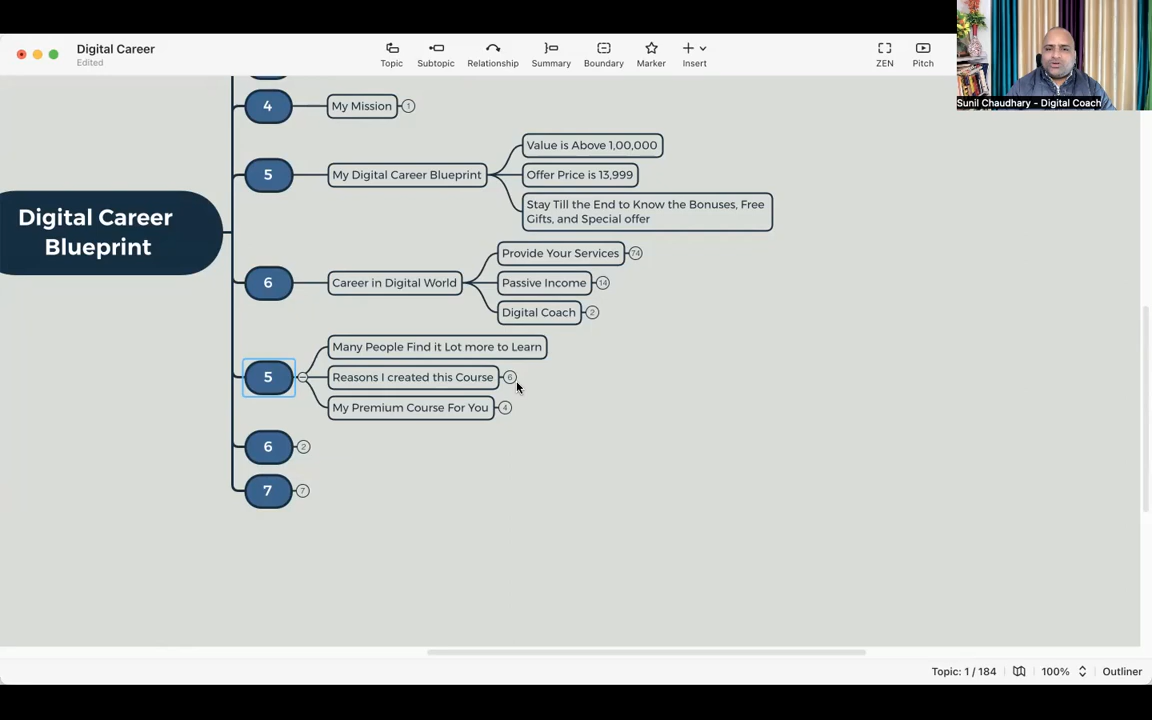 Digital Career
Edited
Topic
Subtopic
Relationship
Summary
Boundary
Marker
Insert
ZEN
Pitch
Sunil Chaudhary - Digital Coach
4
My Mission
1
5
My Digital Career Blueprint
Value is Above 1,00,000
Offer Price is 13,999
Stay Till the End to Know the Bonuses, Free
Gifts, and Special offer
Digital Career
Blueprint
6
Career in Digital World
Provide Your Services
74
Passive Income
14
Digital Coach
2
5
Many People Find it Lot more to Learn
Reasons I created this Course
6
My Premium Course For You
4
6
2
7
7
Topic: 1 / 184
100%
Outliner